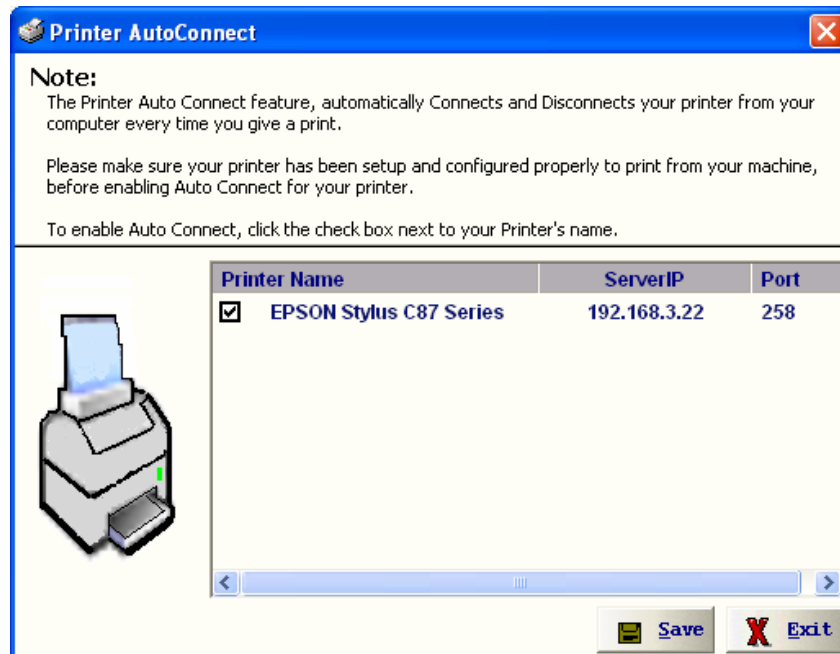 Printer AutoConnect
Note:
The Printer Auto Connect feature, automatically Connects and Disconnects your printer from your
computer every time you give a print.
Please make sure your printer has been setup and configured properly to print from your machine,
before enabling Auto Connect for your printer.
To enable Auto Connect, click the check box next to your Printer's name.
Printer Name ServerIP Port
EPSON Stylus C87 Series 192.168.3.22 258
Save Exit